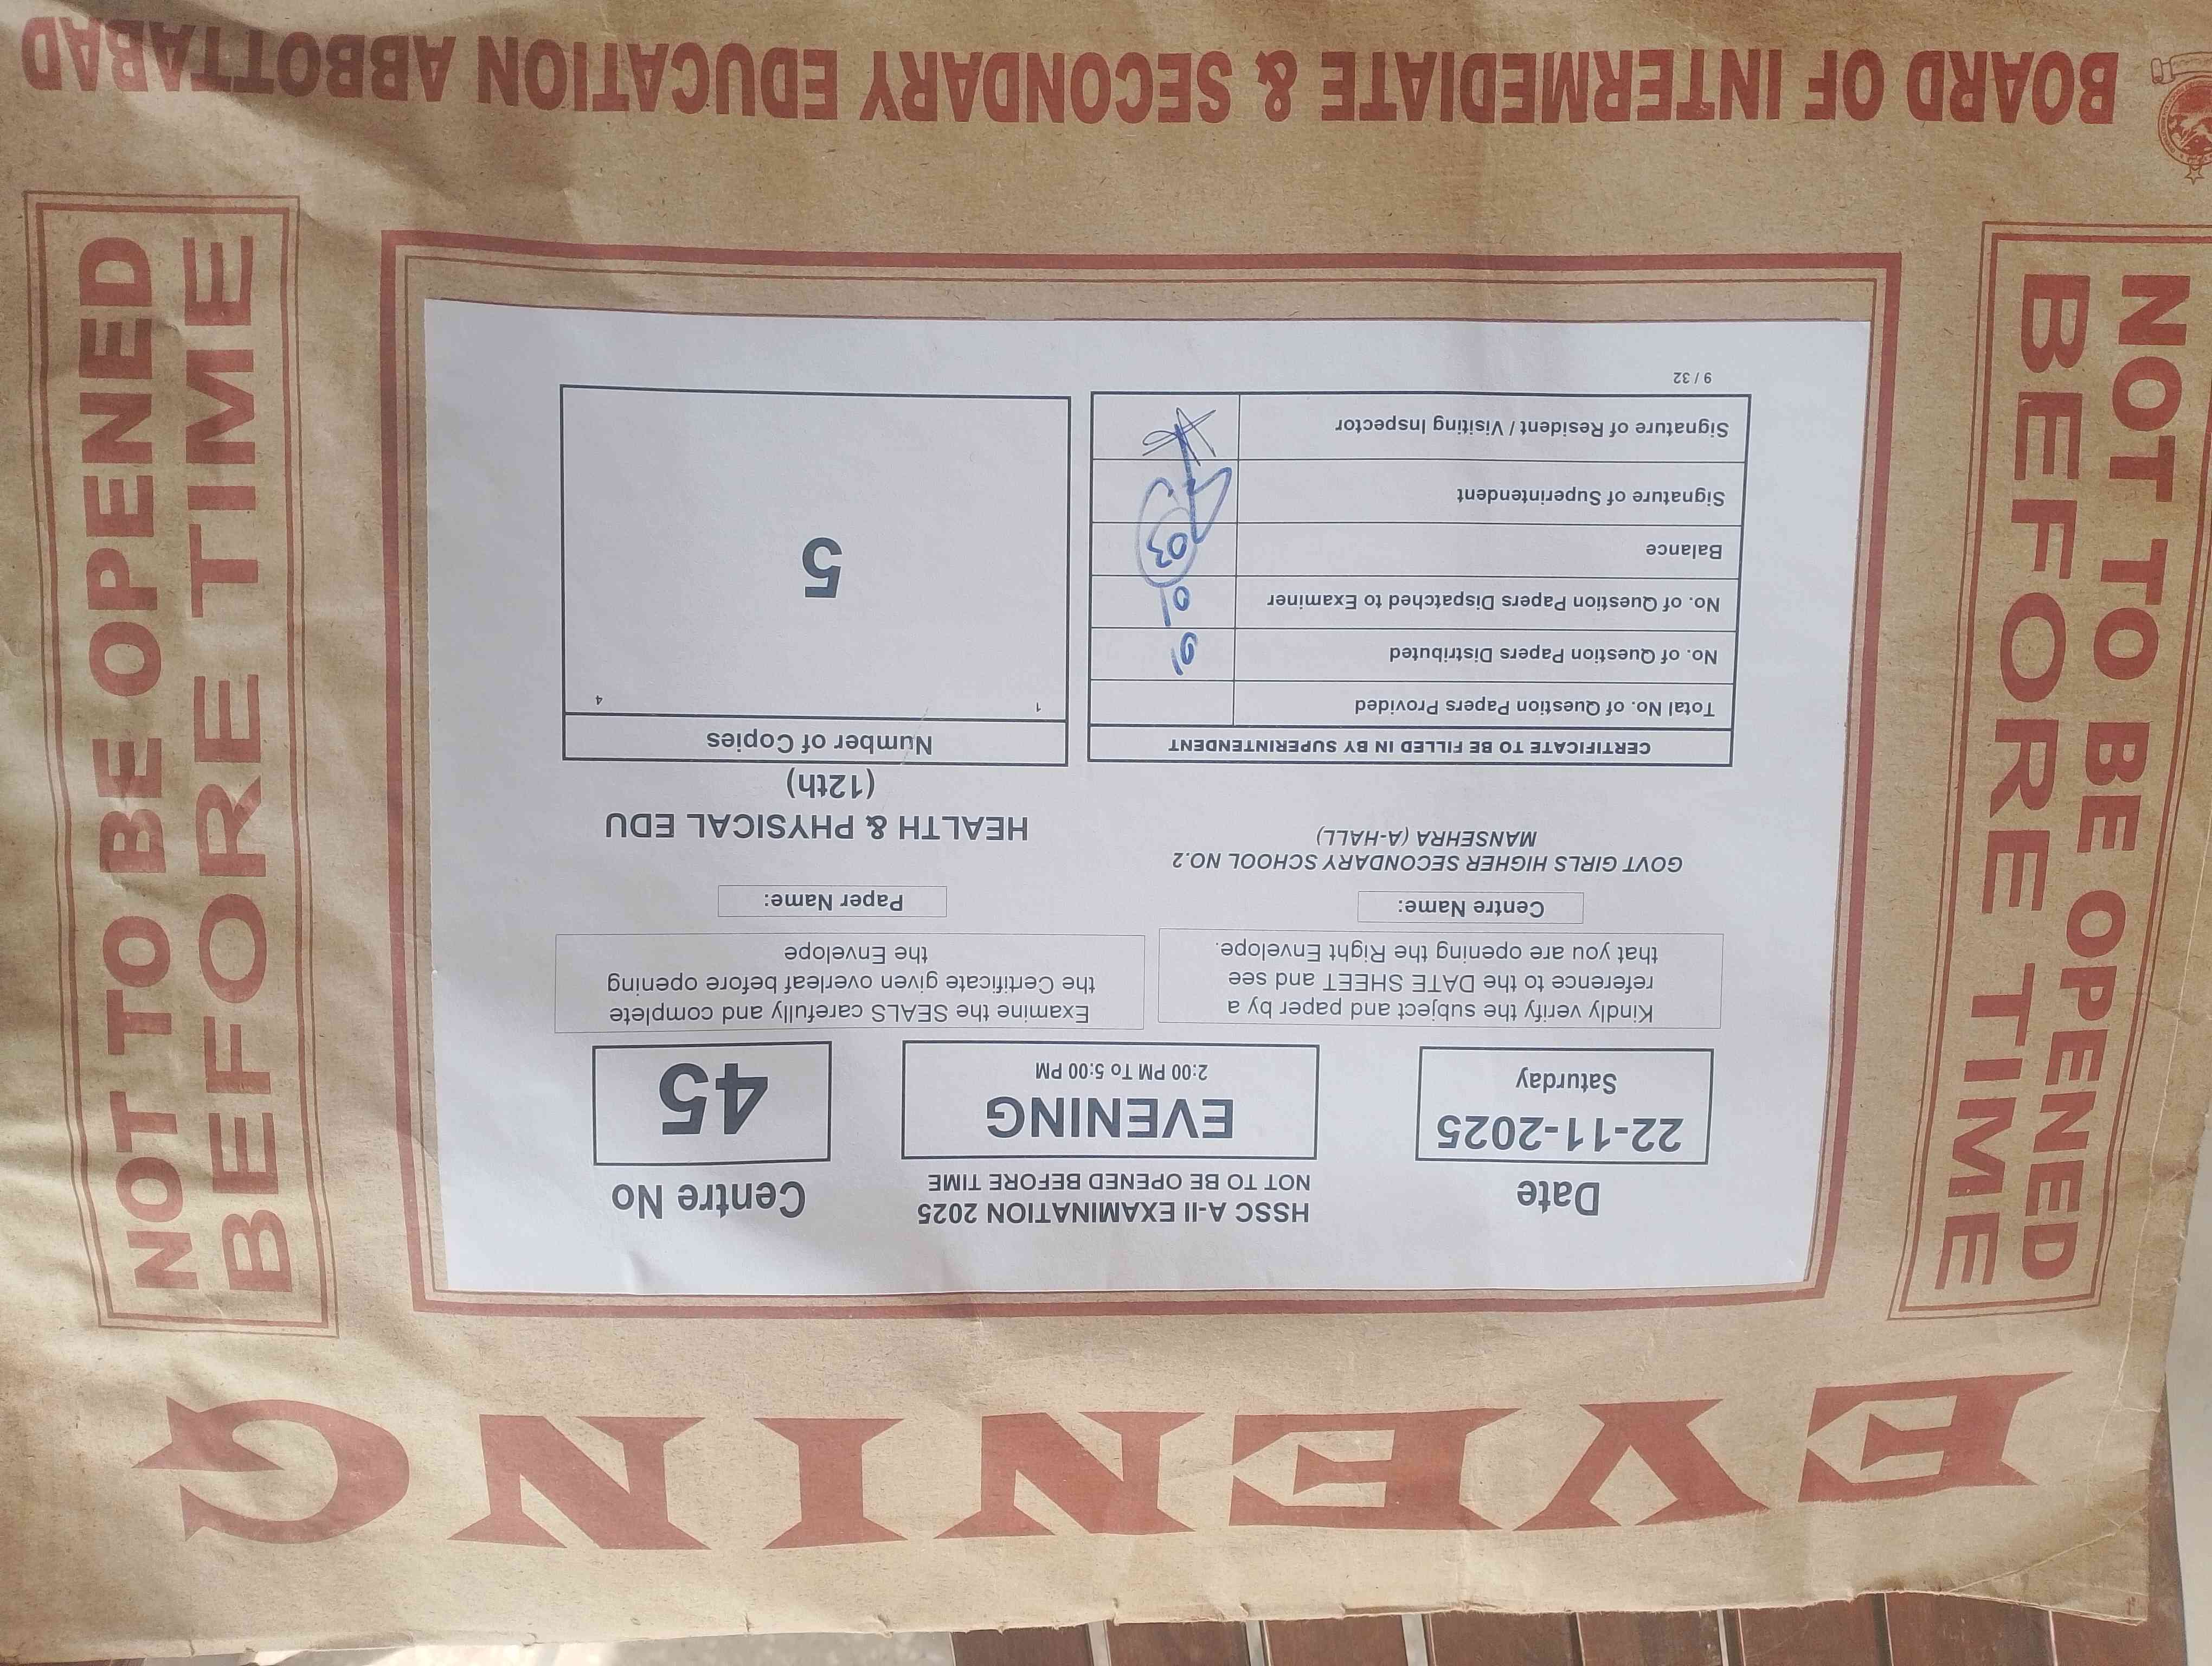 EVENING
NOT TO BE OPENED
BEFORE TIME
HSSC A-II EXAMINATION 2025
NOT TO BE OPENED BEFORE TIME
Date
22-11-2025
Saturday
EVENING
2:00 PM To 5:00 PM
Centre No
45
Kindly verify the subject and paper by a
reference to the DATE SHEET and see
that you are opening the Right Envelope.
Examine the SEALS carefully and complete
the Certificate given overleaf before opening
the Envelope
Centre Name:
GOVT GIRLS HIGHER SECONDARY SCHOOL NO.2
MANSEHRA (A-HALL)
Paper Name:
HEALTH & PHYSICAL EDU
(12th)
CERTIFICATE TO BE FILLED IN BY SUPERINTENDENT
Total No. of Question Papers Provided
No. of Question Papers Distributed 01
No. of Question Papers Dispatched to Examiner 01
Balance 03
Signature of Superintendent
Signature of Resident / Visiting Inspector
9 / 32
Number of Copies
1 4
5
NOT TO BE OPENED
BEFORE TIME
BOARD OF INTERMEDIATE & SECONDARY EDUCATION ABBOTTABAD